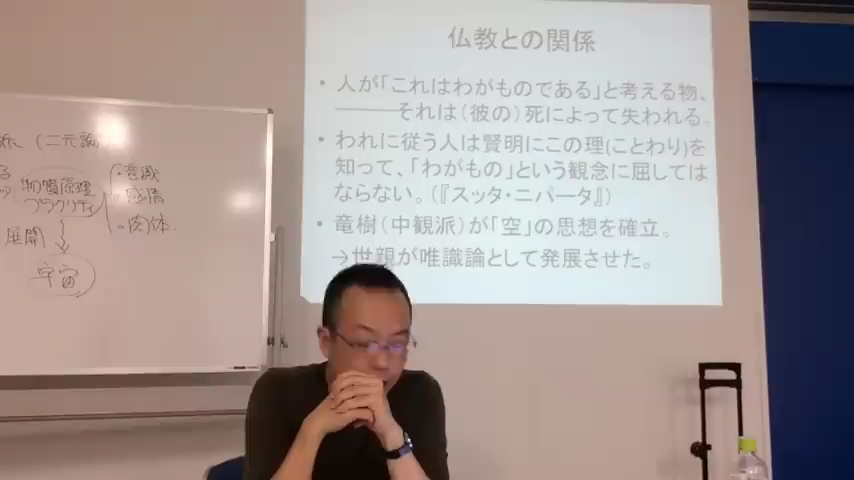 仏教との関係
・人が「これはわがものである」と考える物、
────それは(彼の)死によって失われる。
・われに従う人は賢明にこの理(ことわり)を
知って、「わがもの」という観念に屈しては
ならない。(『スッタ・ニパータ』)
・竜樹(中観派)が「空」の思想を確立。
→世親が唯識論として発展させた。
(二元論)
物質原理
プラクリティ
・意識
・感情
・肉体
展開
宇宙